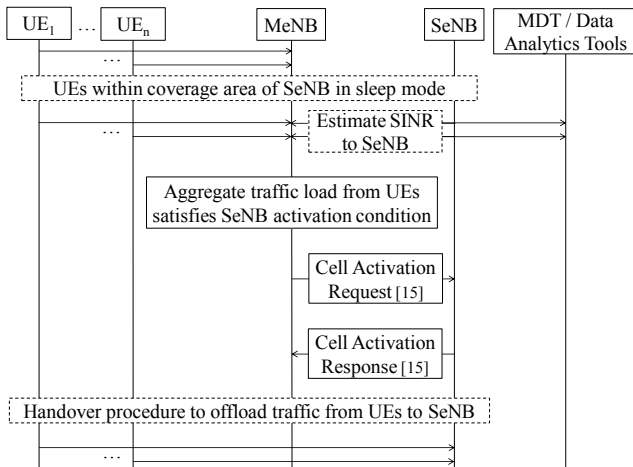 UE1 ... UEn MeNB SeNB MDT / Data
Analytics Tools
...
UEs within coverage area of SeNB in sleep mode
Estimate SINR
to SeNB
...
Aggregate traffic load from UEs
satisfies SeNB activation condition
Cell Activation
Request [15]
Cell Activation
Response [15]
Handover procedure to offload traffic from UEs to SeNB
...